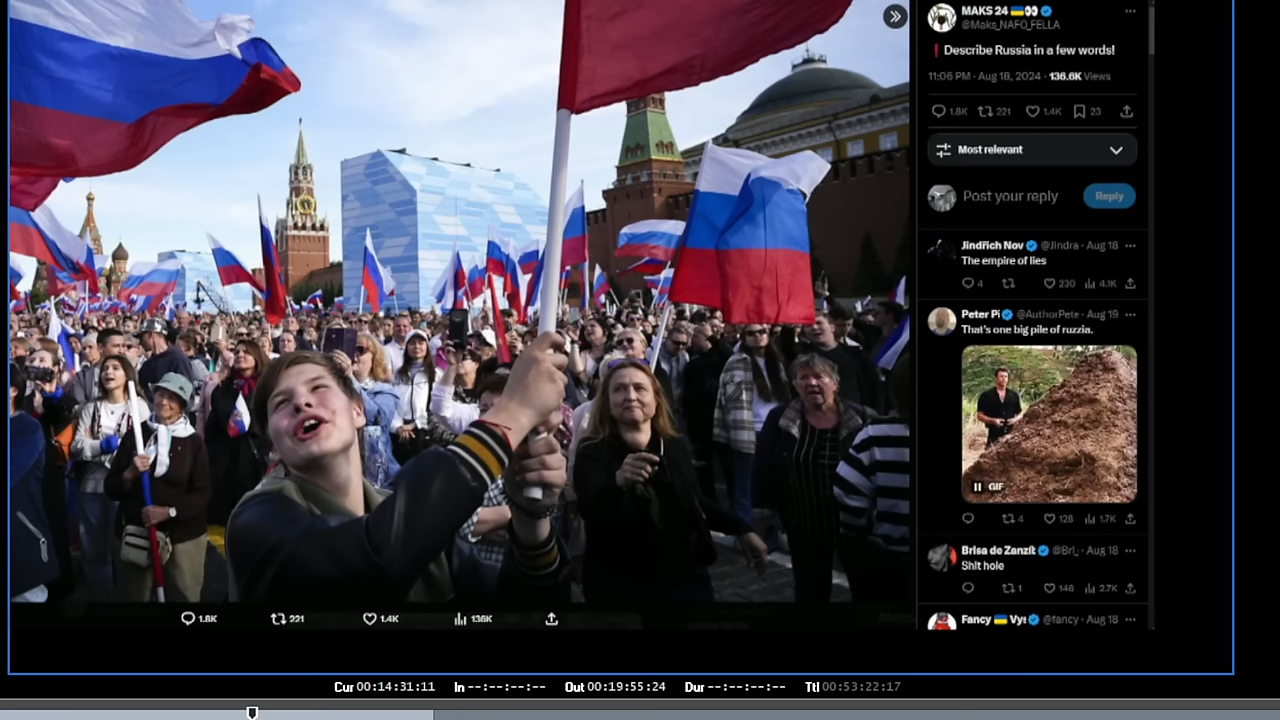 MAKS 24
@Maks_NAFO_FELLA
Describe Russia in a few words!
11:06 PM · Aug 18, 2024 · 136.6K Views
1.8K 221 1.4K 23
Most relevant
Post your reply
Reply
Jindřich Nov @Jindra · Aug 18
The empire of lies
4 230 4.1K
Peter Pi @AuthorPete · Aug 19
That's one big pile of ruzzia.
GIF
4 126 1.7K
Brisa de Zanzit @Bri_ · Aug 18
Shit hole
1 146 2.7K
Fancy Vys @fancy · Aug 18
1.8K 221 1.4K 136K
Cur 00:14:31:11 In --:--:--:-- Out 00:19:55:24 Dur --:--:--:-- Ttl 00:53:22:17